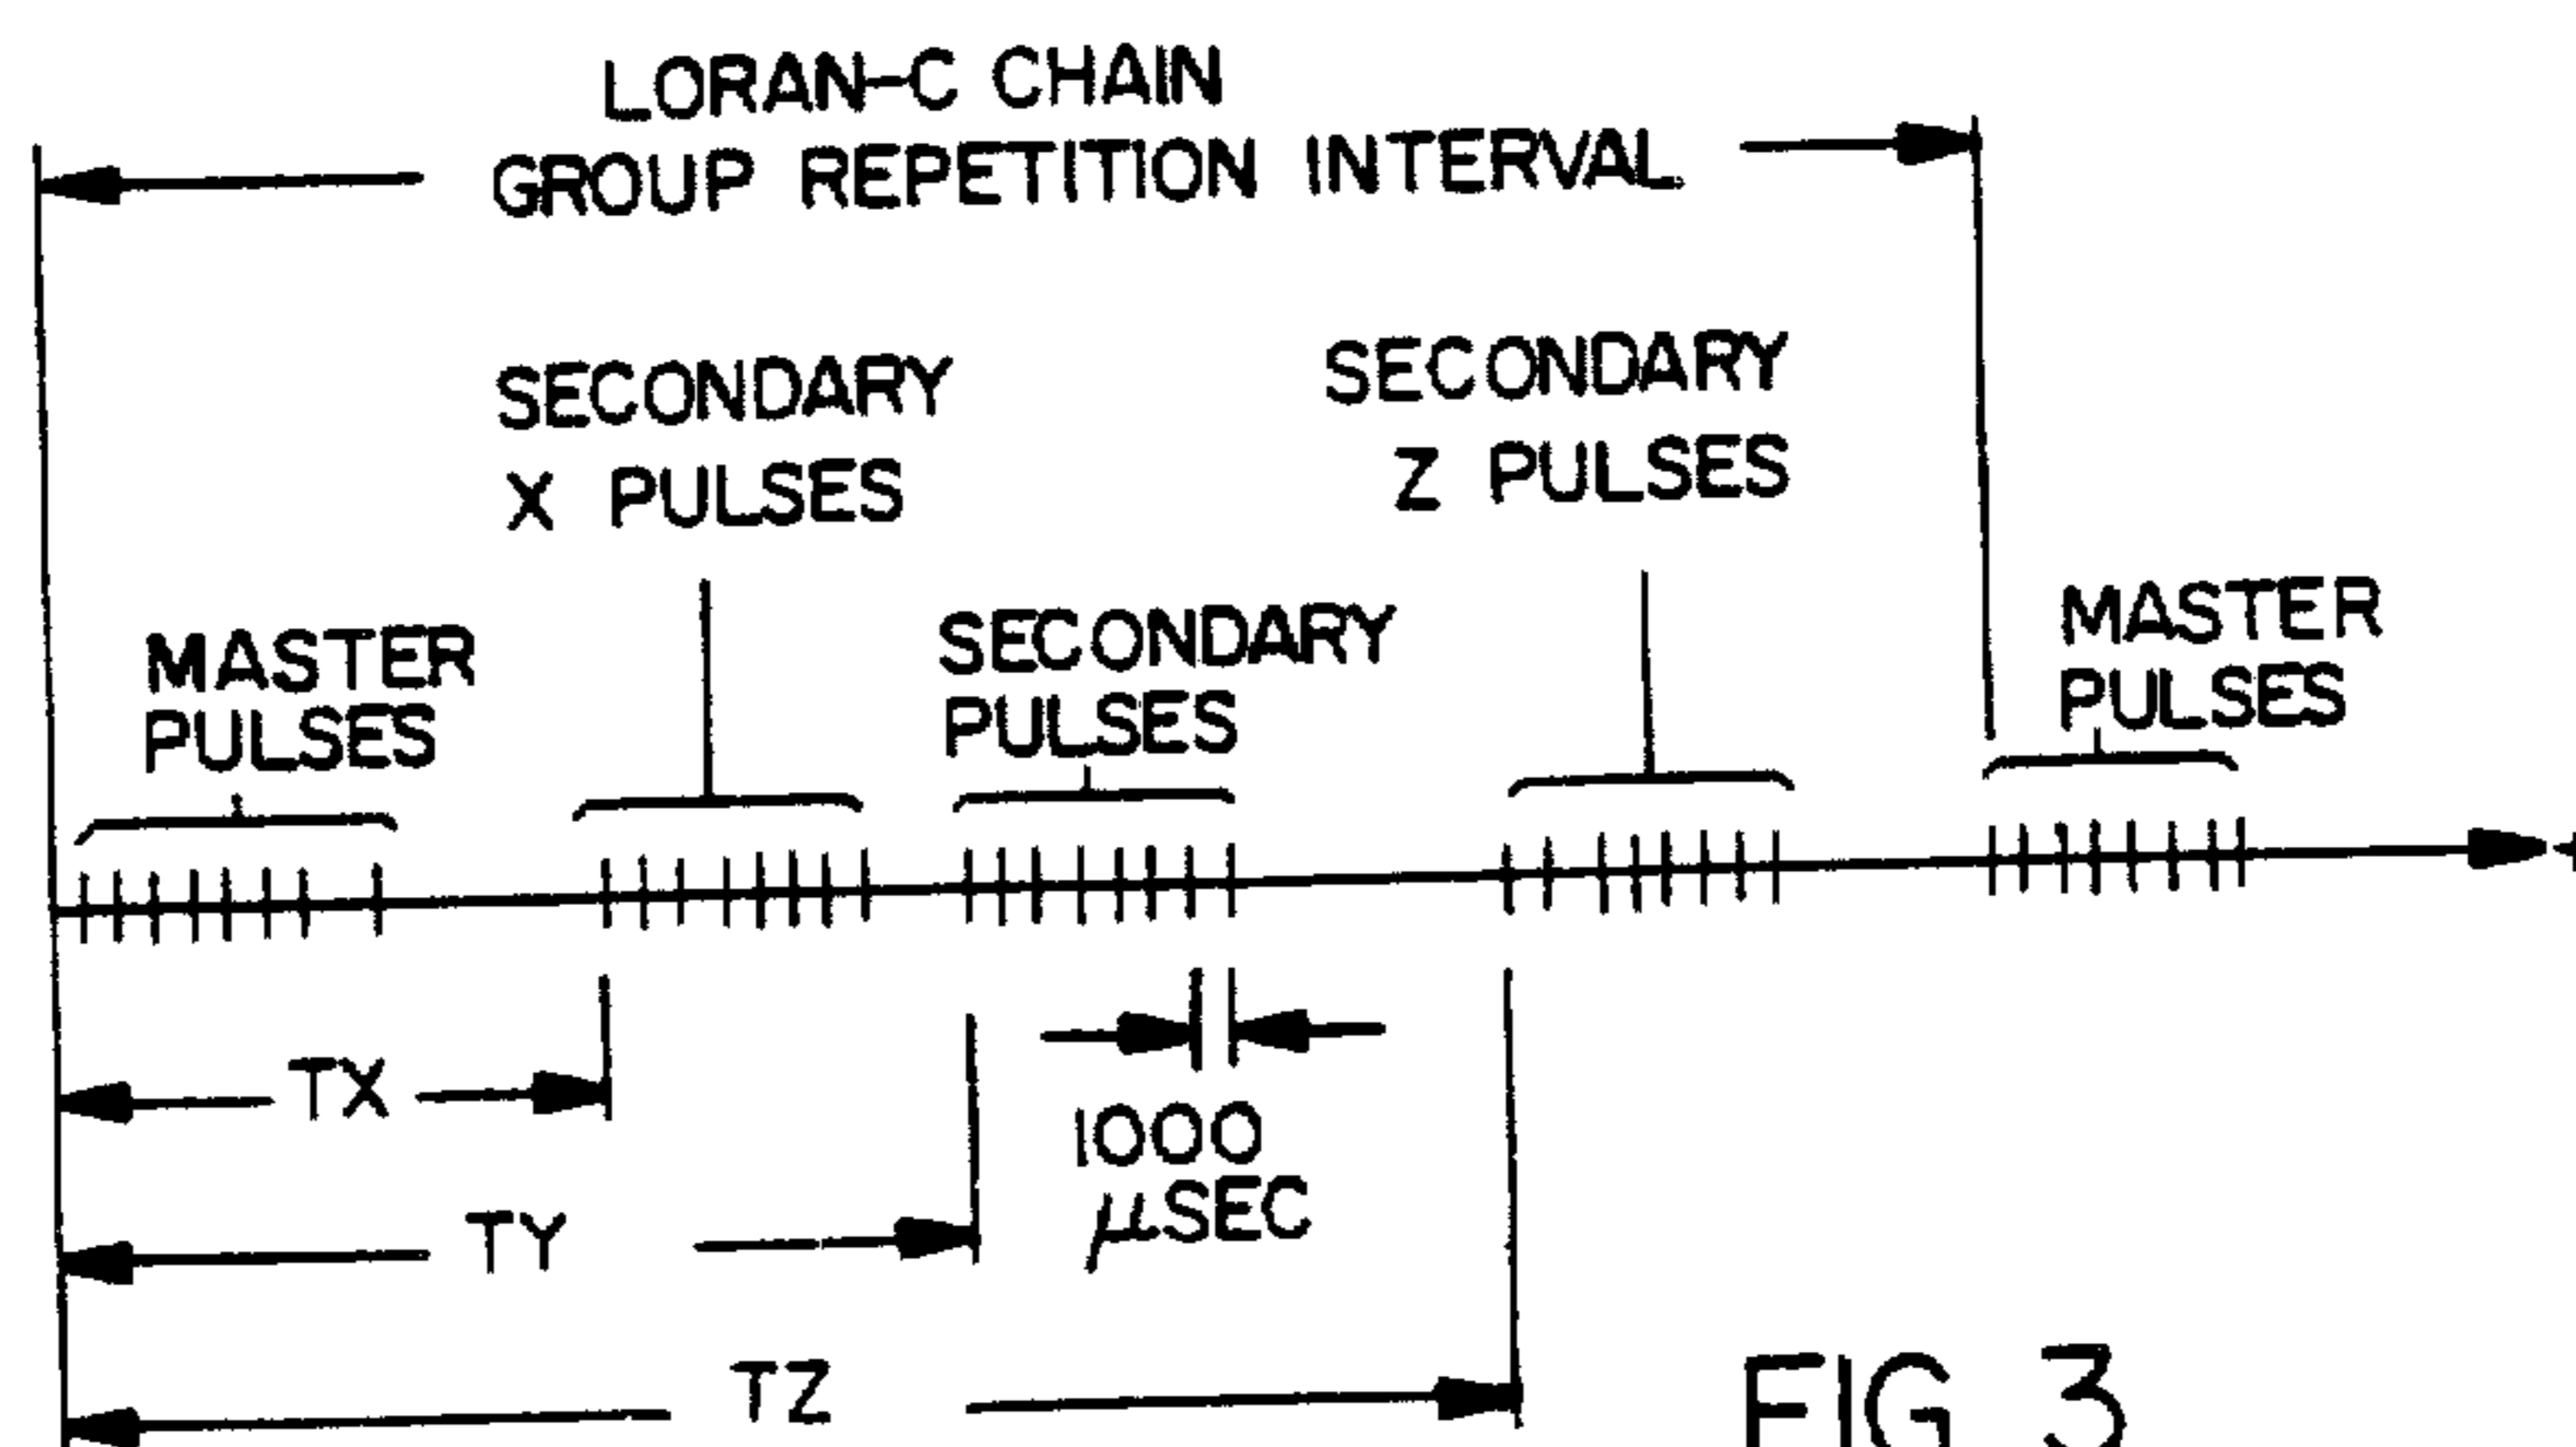 LORAN-C CHAIN
GROUP REPETITION INTERVAL
SECONDARY
X PULSES
SECONDARY
Z PULSES
MASTER
PULSES
SECONDARY
PULSES
MASTER
PULSES
TX
1000
μSEC
TY
TZ
FIG 3